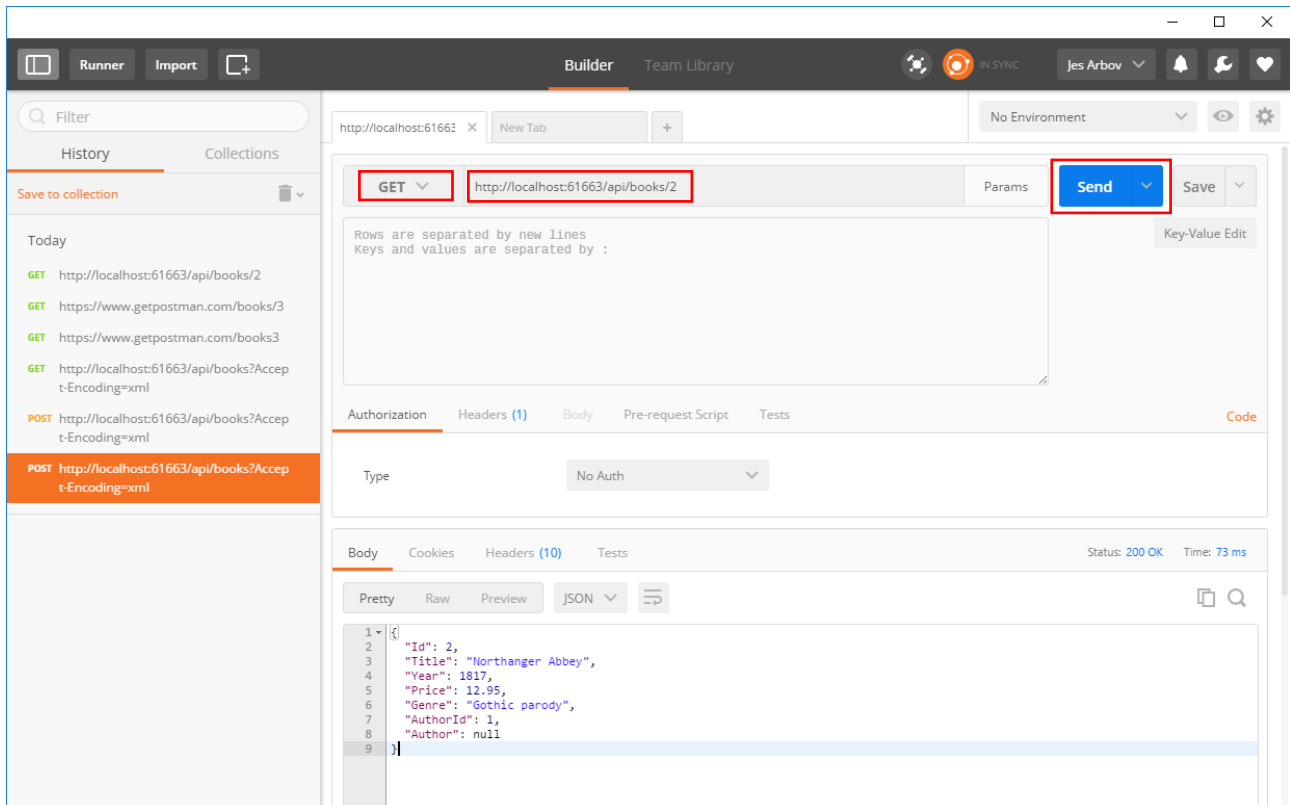 Runner Import Builder Team Library IN SYNC Jes Arbov
Filter
History Collections
Save to collection
Today
GET http://localhost:61663/api/books/2
GET https://www.getpostman.com/books/3
GET https://www.getpostman.com/books3
GET http://localhost:61663/api/books?Accep
t-Encoding=xml
POST http://localhost:61663/api/books?Accep
t-Encoding=xml
POST http://localhost:61663/api/books?Accep
t-Encoding=xml
http://localhost:61663 New Tab + No Environment
GET http://localhost:61663/api/books/2 Params Send Save
Rows are separated by new lines
Keys and values are separated by :
Key-Value Edit
Authorization Headers (1) Body Pre-request Script Tests Code
Type No Auth
Body Cookies Headers (10) Tests Status: 200 OK Time: 73 ms
Pretty Raw Preview JSON
1 {
2 "Id": 2,
3 "Title": "Northanger Abbey",
4 "Year": 1817,
5 "Price": 12.95,
6 "Genre": "Gothic parody",
7 "AuthorId": 1,
8 "Author": null
9 }